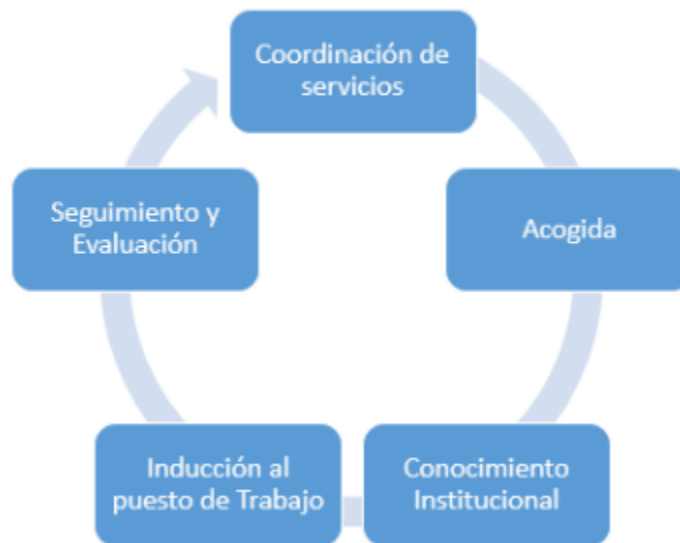 Coordinación de
servicios
Acogida
Conocimiento
Institucional
Inducción al
puesto de Trabajo
Seguimiento y
Evaluación